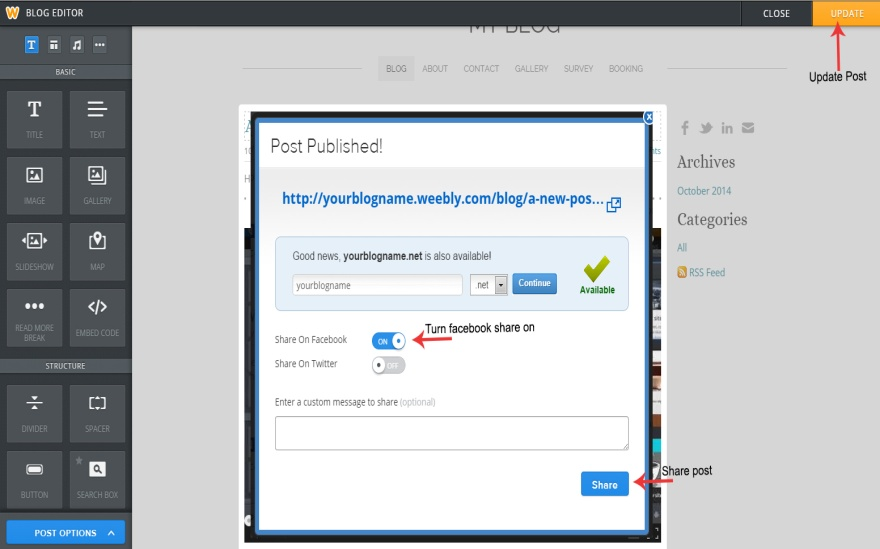 BLOG EDITOR
CLOSE
UPDATE
Update Post
BASIC
TITLE
TEXT
IMAGE
GALLERY
SLIDESHOW
MAP
READ MORE
BREAK
EMBED CODE
STRUCTURE
DIVIDER
SPACER
BUTTON
SEARCH BOX
POST OPTIONS
MY BLOG
BLOG
ABOUT
CONTACT
GALLERY
SURVEY
BOOKING
Post Published!
http://yourblogname.weebly.com/blog/a-new-pos...
Good news, yourblogname.net is also available!
yourblogname
.net
Continue
Available
Share On Facebook
ON
Turn facebook share on
Share On Twitter
OFF
Enter a custom message to share (optional)
Share
Share post
Archives
October 2014
Categories
All
RSS Feed